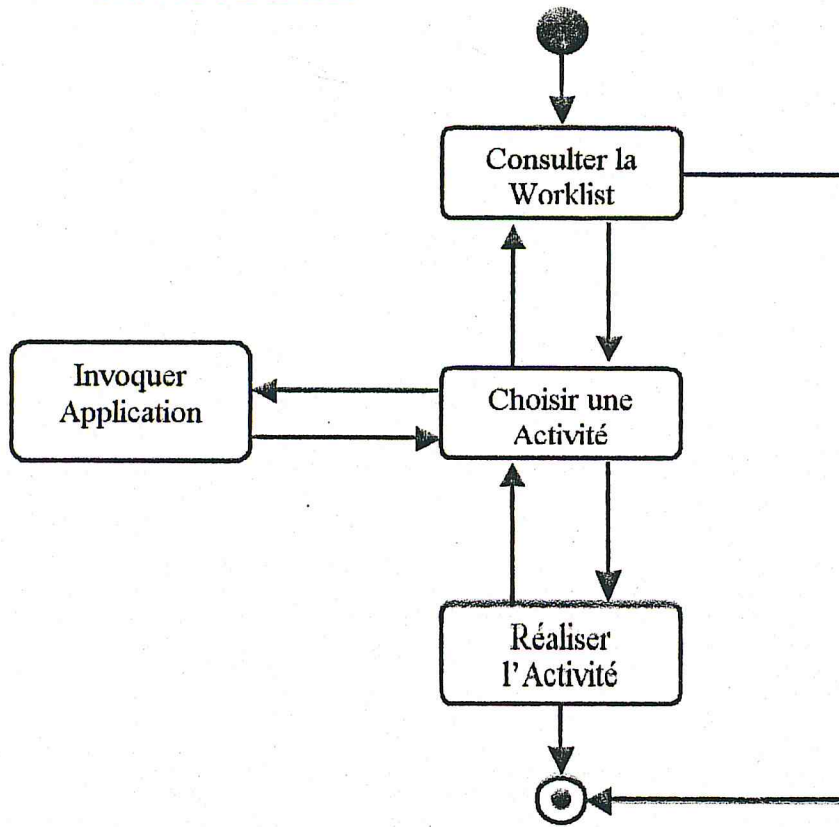 Consulter la
Worklist
Invoquer
Application
Choisir une
Activité
Réaliser
l'Activité